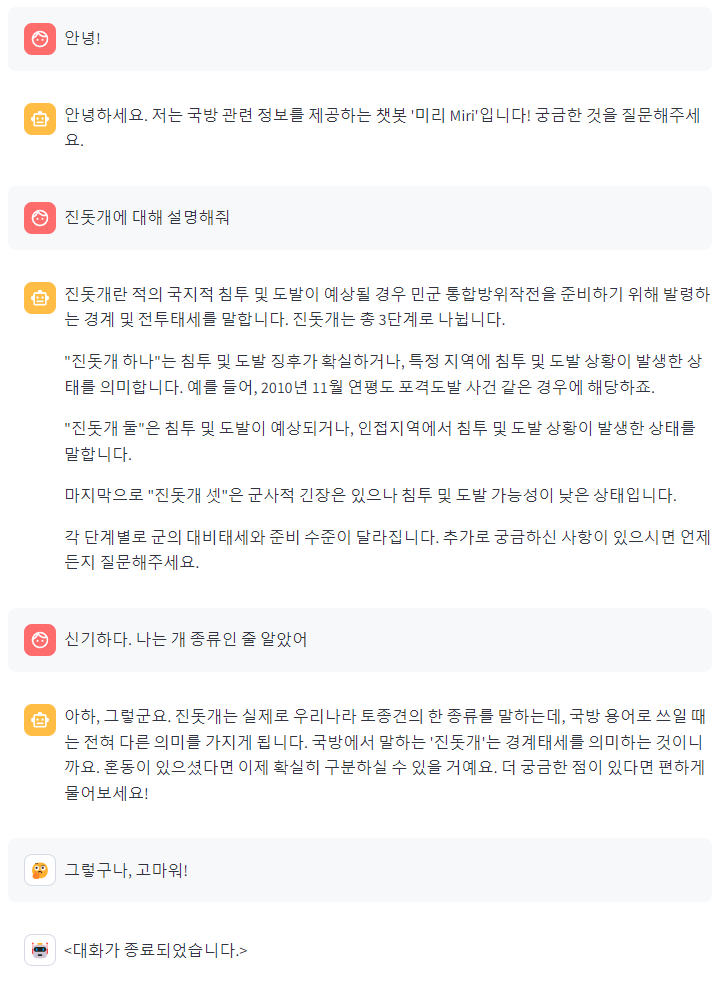 안녕!
안녕하세요. 저는 국방 관련 정보를 제공하는 챗봇 '미리 Miri'입니다! 궁금한 것을 질문해주세
요.
진돗개에 대해 설명해줘
진돗개란 적의 국지적 침투 및 도발이 예상될 경우 민군 통합방위작전을 준비하기 위해 발령하
는 경계 및 전투태세를 말합니다. 진돗개는 총 3단계로 나뉩니다.
"진돗개 하나"는 침투 및 도발 징후가 확실하거나, 특정 지역에 침투 및 도발 상황이 발생한 상
태를 의미합니다. 예를 들어, 2010년 11월 연평도 포격도발 사건 같은 경우에 해당하죠.
"진돗개 둘"은 침투 및 도발이 예상되거나, 인접지역에서 침투 및 도발 상황이 발생한 상태를
말합니다.
마지막으로 "진돗개 셋"은 군사적 긴장은 있으나 침투 및 도발 가능성이 낮은 상태입니다.
각 단계별로 군의 대비태세와 준비 수준이 달라집니다. 추가로 궁금하신 사항이 있으시면 언제
든지 질문해주세요.
신기하다. 나는 개 종류인 줄 알았어
아하, 그렇군요. 진돗개는 실제로 우리나라 토종견의 한 종류를 말하는데, 국방 용어로 쓰일 때
는 전혀 다른 의미를 가지게 됩니다. 국방에서 말하는 '진돗개'는 경계태세를 의미하는 것이니
까요. 혼동이 있으셨다면 이제 확실히 구분하실 수 있을 거예요. 더 궁금한 점이 있다면 편하게
물어보세요!
그렇구나, 고마워!
<대화가 종료되었습니다.>